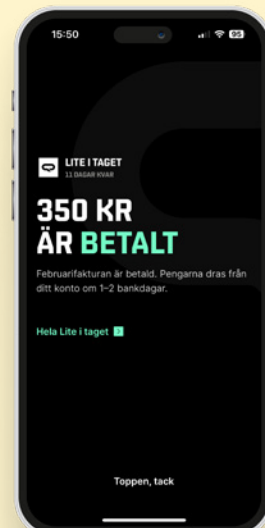 15:50
95
LITE I TAGET
11 DAGAR KVAR
350 KR
ÄR BETALT
Februarifakturan är betald. Pengarna dras från
ditt konto om 1–2 bankdagar.
Hela Lite i taget
Toppen, tack